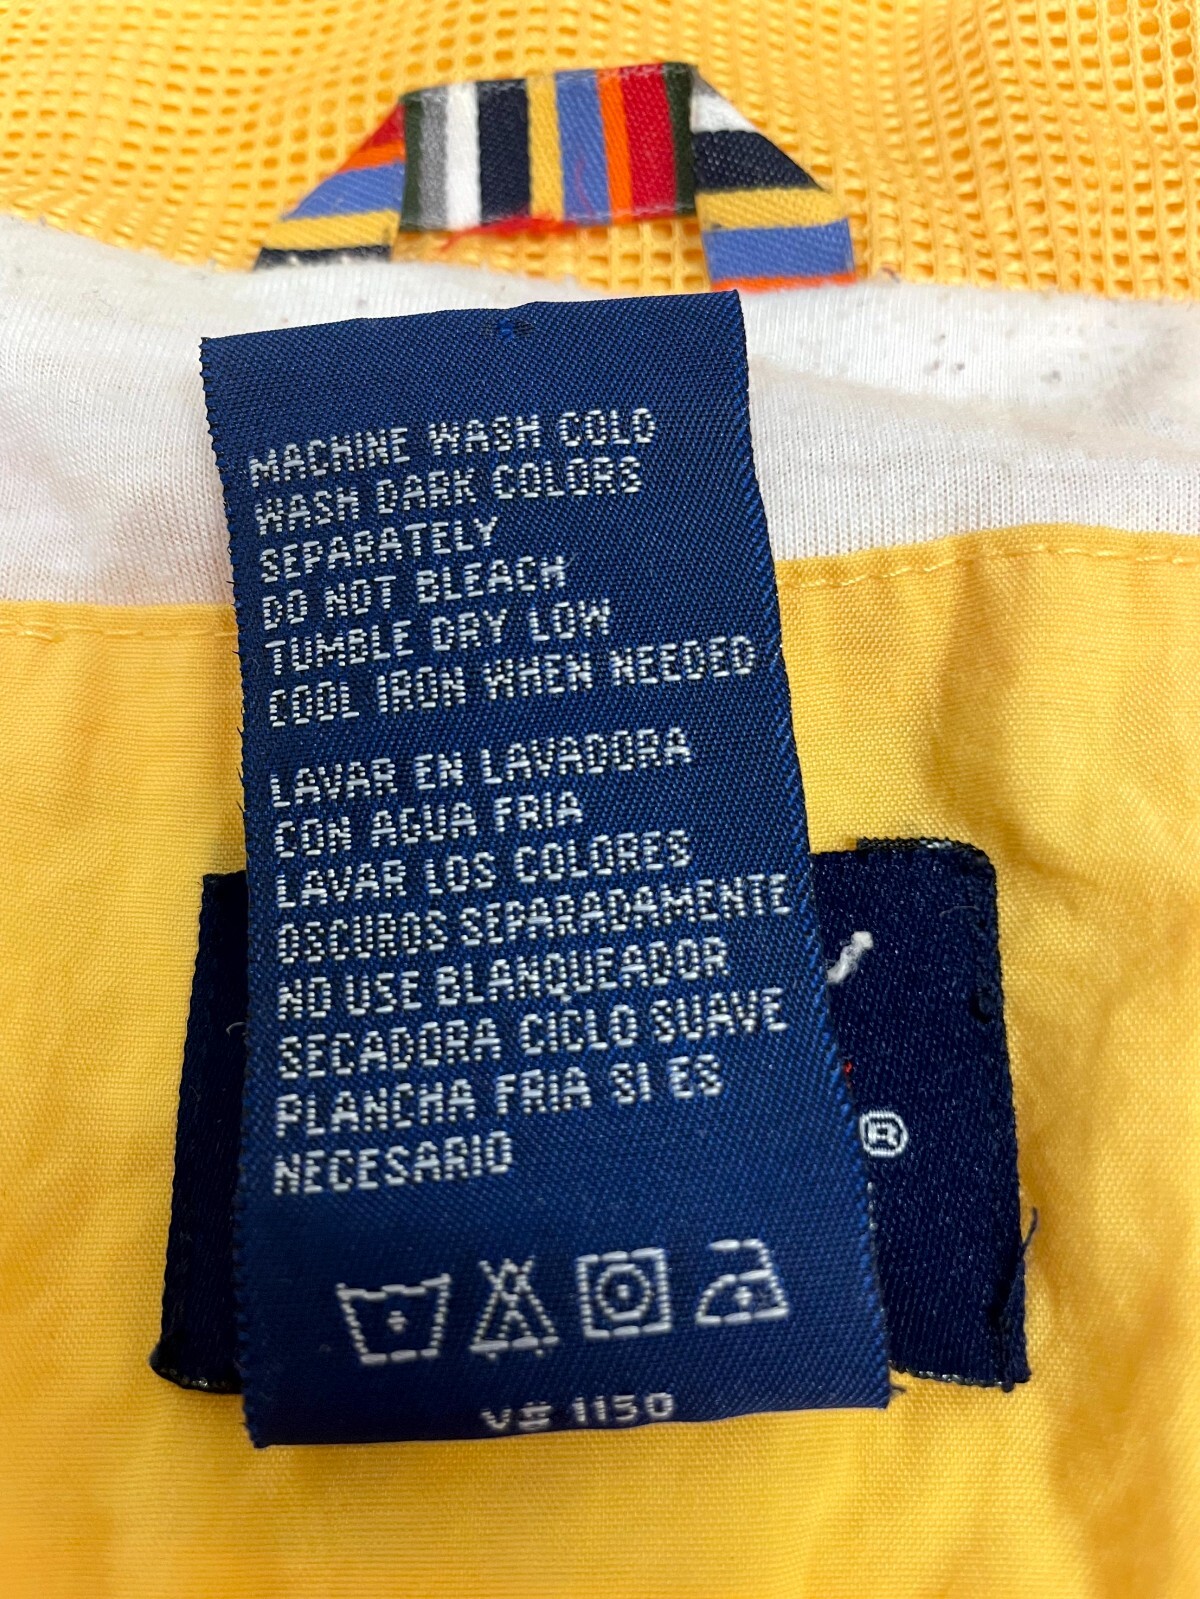 MACHINE WASH COLD
WASH DARK COLORS
SEPARATELY
DO NOT BLEACH
TUMBLE DRY LOW
COOL IRON WHEN NEEDED
LAVAR EN LAVADORA
CON AGUA FRIA
LAVAR LOS COLORES
OSCUROS SEPARADAMENTE
NO USE BLANQUEADOR
SECADORA CICLO SUAVE
PLANCHA FRIA SI ES
NECESARIO
V# 1150
®